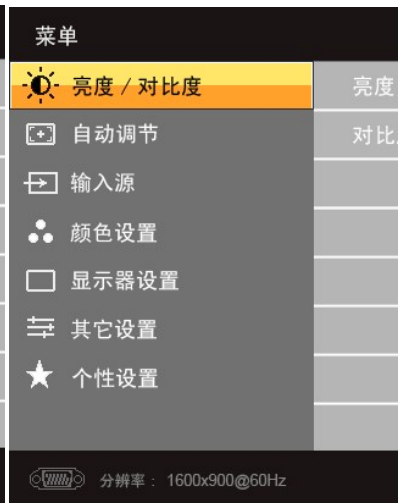 菜单
亮度 / 对比度
亮度
自动调节
对比
输入源
颜色设置
显示器设置
其它设置
个性设置
分辨率： 1600x900@60Hz